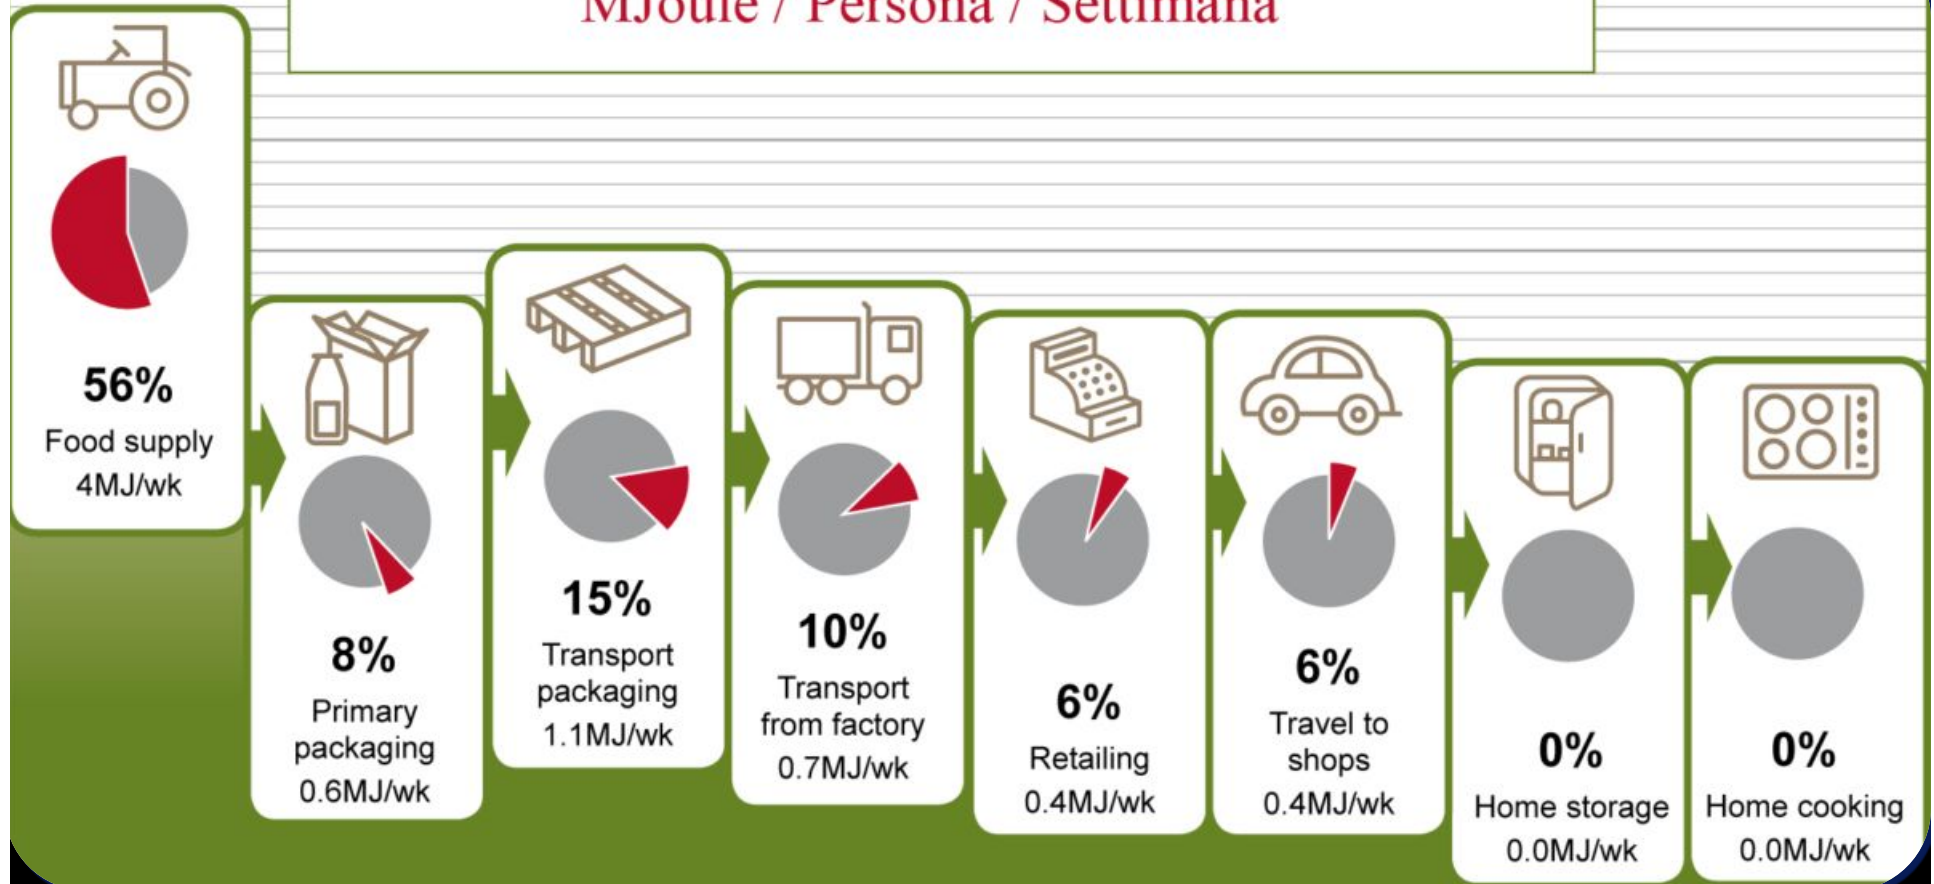 MJoule / Persona / Settimana
56%
Food supply
4MJ/wk
8%
Primary
packaging
0.6MJ/wk
15%
Transport
packaging
1.1MJ/wk
10%
Transport
from factory
0.7MJ/wk
6%
Retailing
0.4MJ/wk
6%
Travel to
shops
0.4MJ/wk
0%
Home storage
0.0MJ/wk
0%
Home cooking
0.0MJ/wk